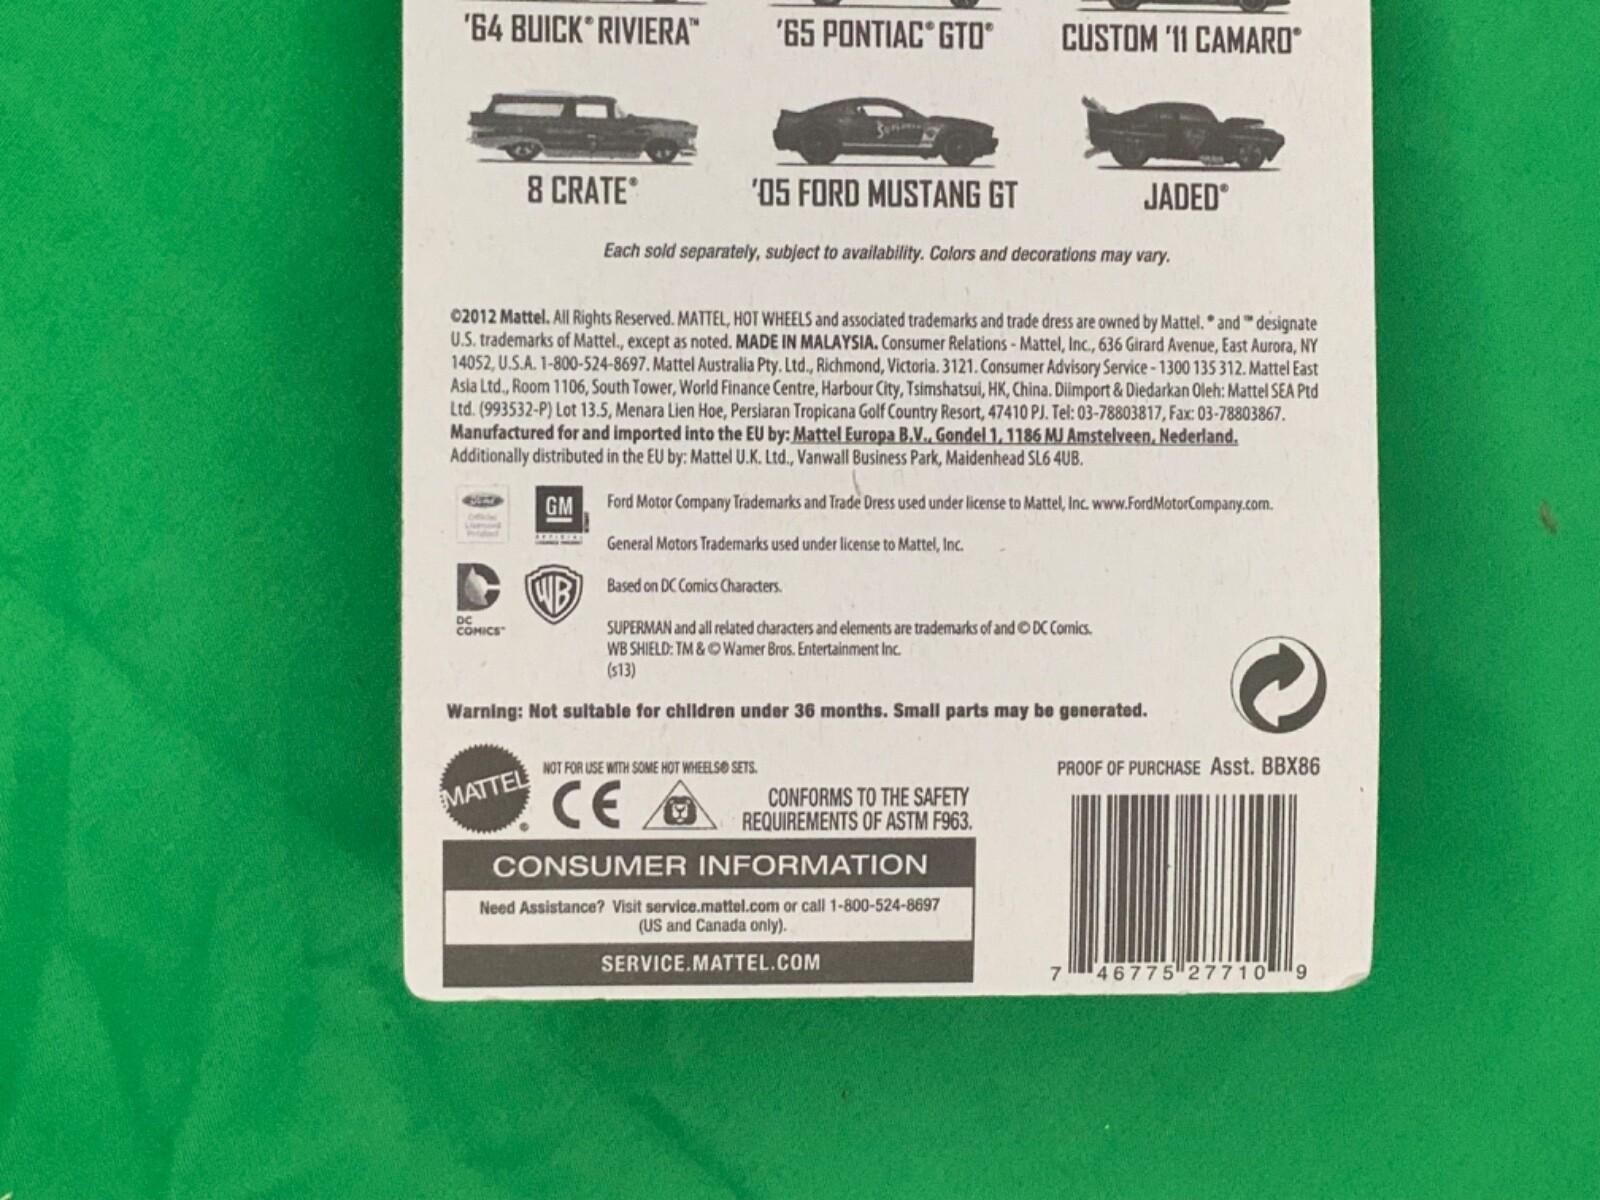 '64 BUICK® RIVIERA™
'65 PONTIAC® GTO®
CUSTOM '11 CAMARO®
8 CRATE®
'05 FORD MUSTANG GT
JADED®
Each sold separately, subject to availability. Colors and decorations may vary.
©2012 Mattel. All Rights Reserved. MATTEL, HOT WHEELS and associated trademarks and trade dress are owned by Mattel. ® and ™ designate
U.S. trademarks of Mattel., except as noted. MADE IN MALAYSIA. Consumer Relations - Mattel, Inc., 636 Girard Avenue, East Aurora, NY
14052, U.S.A. 1-800-524-8697. Mattel Australia Pty. Ltd., Richmond, Victoria. 3121. Consumer Advisory Service - 1300 135 312. Mattel East
Asia Ltd., Room 1106, South Tower, World Finance Centre, Harbour City, Tsimshatsui, HK, China. Diimport & Diedarkan Oleh: Mattel SEA Ptd
Ltd. (993532-P) Lot 13.5, Menara Lien Hoe, Persiaran Tropicana Golf Country Resort, 47410 PJ. Tel: 03-78803817, Fax: 03-78803867.
Manufactured for and imported into the EU by: Mattel Europa B.V., Gondel 1, 1186 MJ Amstelveen, Nederland.
Additionally distributed in the EU by: Mattel U.K. Ltd., Vanwall Business Park, Maidenhead SL6 4UB.
Ford
Official
Licensed
Product
GM
OFFICIAL
Ford Motor Company Trademarks and Trade Dress used under license to Mattel, Inc. www.FordMotorCompany.com.
General Motors Trademarks used under license to Mattel, Inc.
DC
COMICS™
WB
Based on DC Comics Characters.
SUPERMAN and all related characters and elements are trademarks of and © DC Comics.
WB SHIELD: TM & © Warner Bros. Entertainment Inc.
(s13)
Warning: Not suitable for children under 36 months. Small parts may be generated.
MATTEL®
NOT FOR USE WITH SOME HOT WHEELS® SETS.
CE
CONFORMS TO THE SAFETY
REQUIREMENTS OF ASTM F963.
PROOF OF PURCHASE Asst. BBX86
CONSUMER INFORMATION
Need Assistance? Visit service.mattel.com or call 1-800-524-8697
(US and Canada only).
SERVICE.MATTEL.COM
7 46775 27710 9